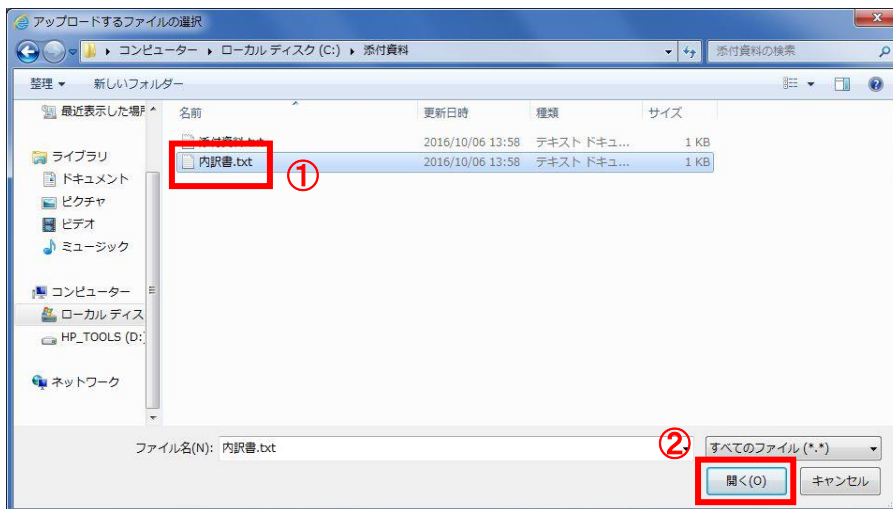 アップロードするファイルの選択
コンピューター ▸ ローカル ディスク (C:) ▸ 添付資料
添付資料の検索
整理 新しいフォルダー
最近表示した場所
名前 更新日時 種類 サイズ
添付資料.txt 2016/10/06 13:58 テキスト ドキュ... 1 KB
ライブラリ
内訳書.txt 2016/10/06 13:58 テキスト ドキュ... 1 KB
①
ドキュメント
ピクチャ
ビデオ
ミュージック
コンピューター
ローカル ディス
HP_TOOLS (D:)
ネットワーク
ファイル名(N): 内訳書.txt
②
すべてのファイル (*.*)
開く(O) キャンセル